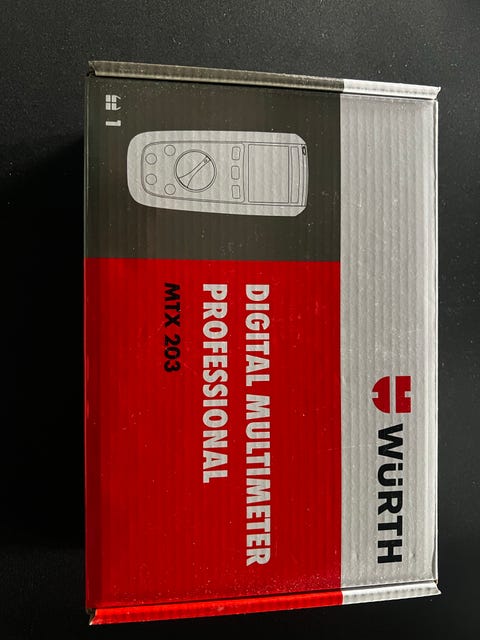 WÜRTH
DIGITAL MULTIMETER
PROFESSIONAL
MTX 203
1